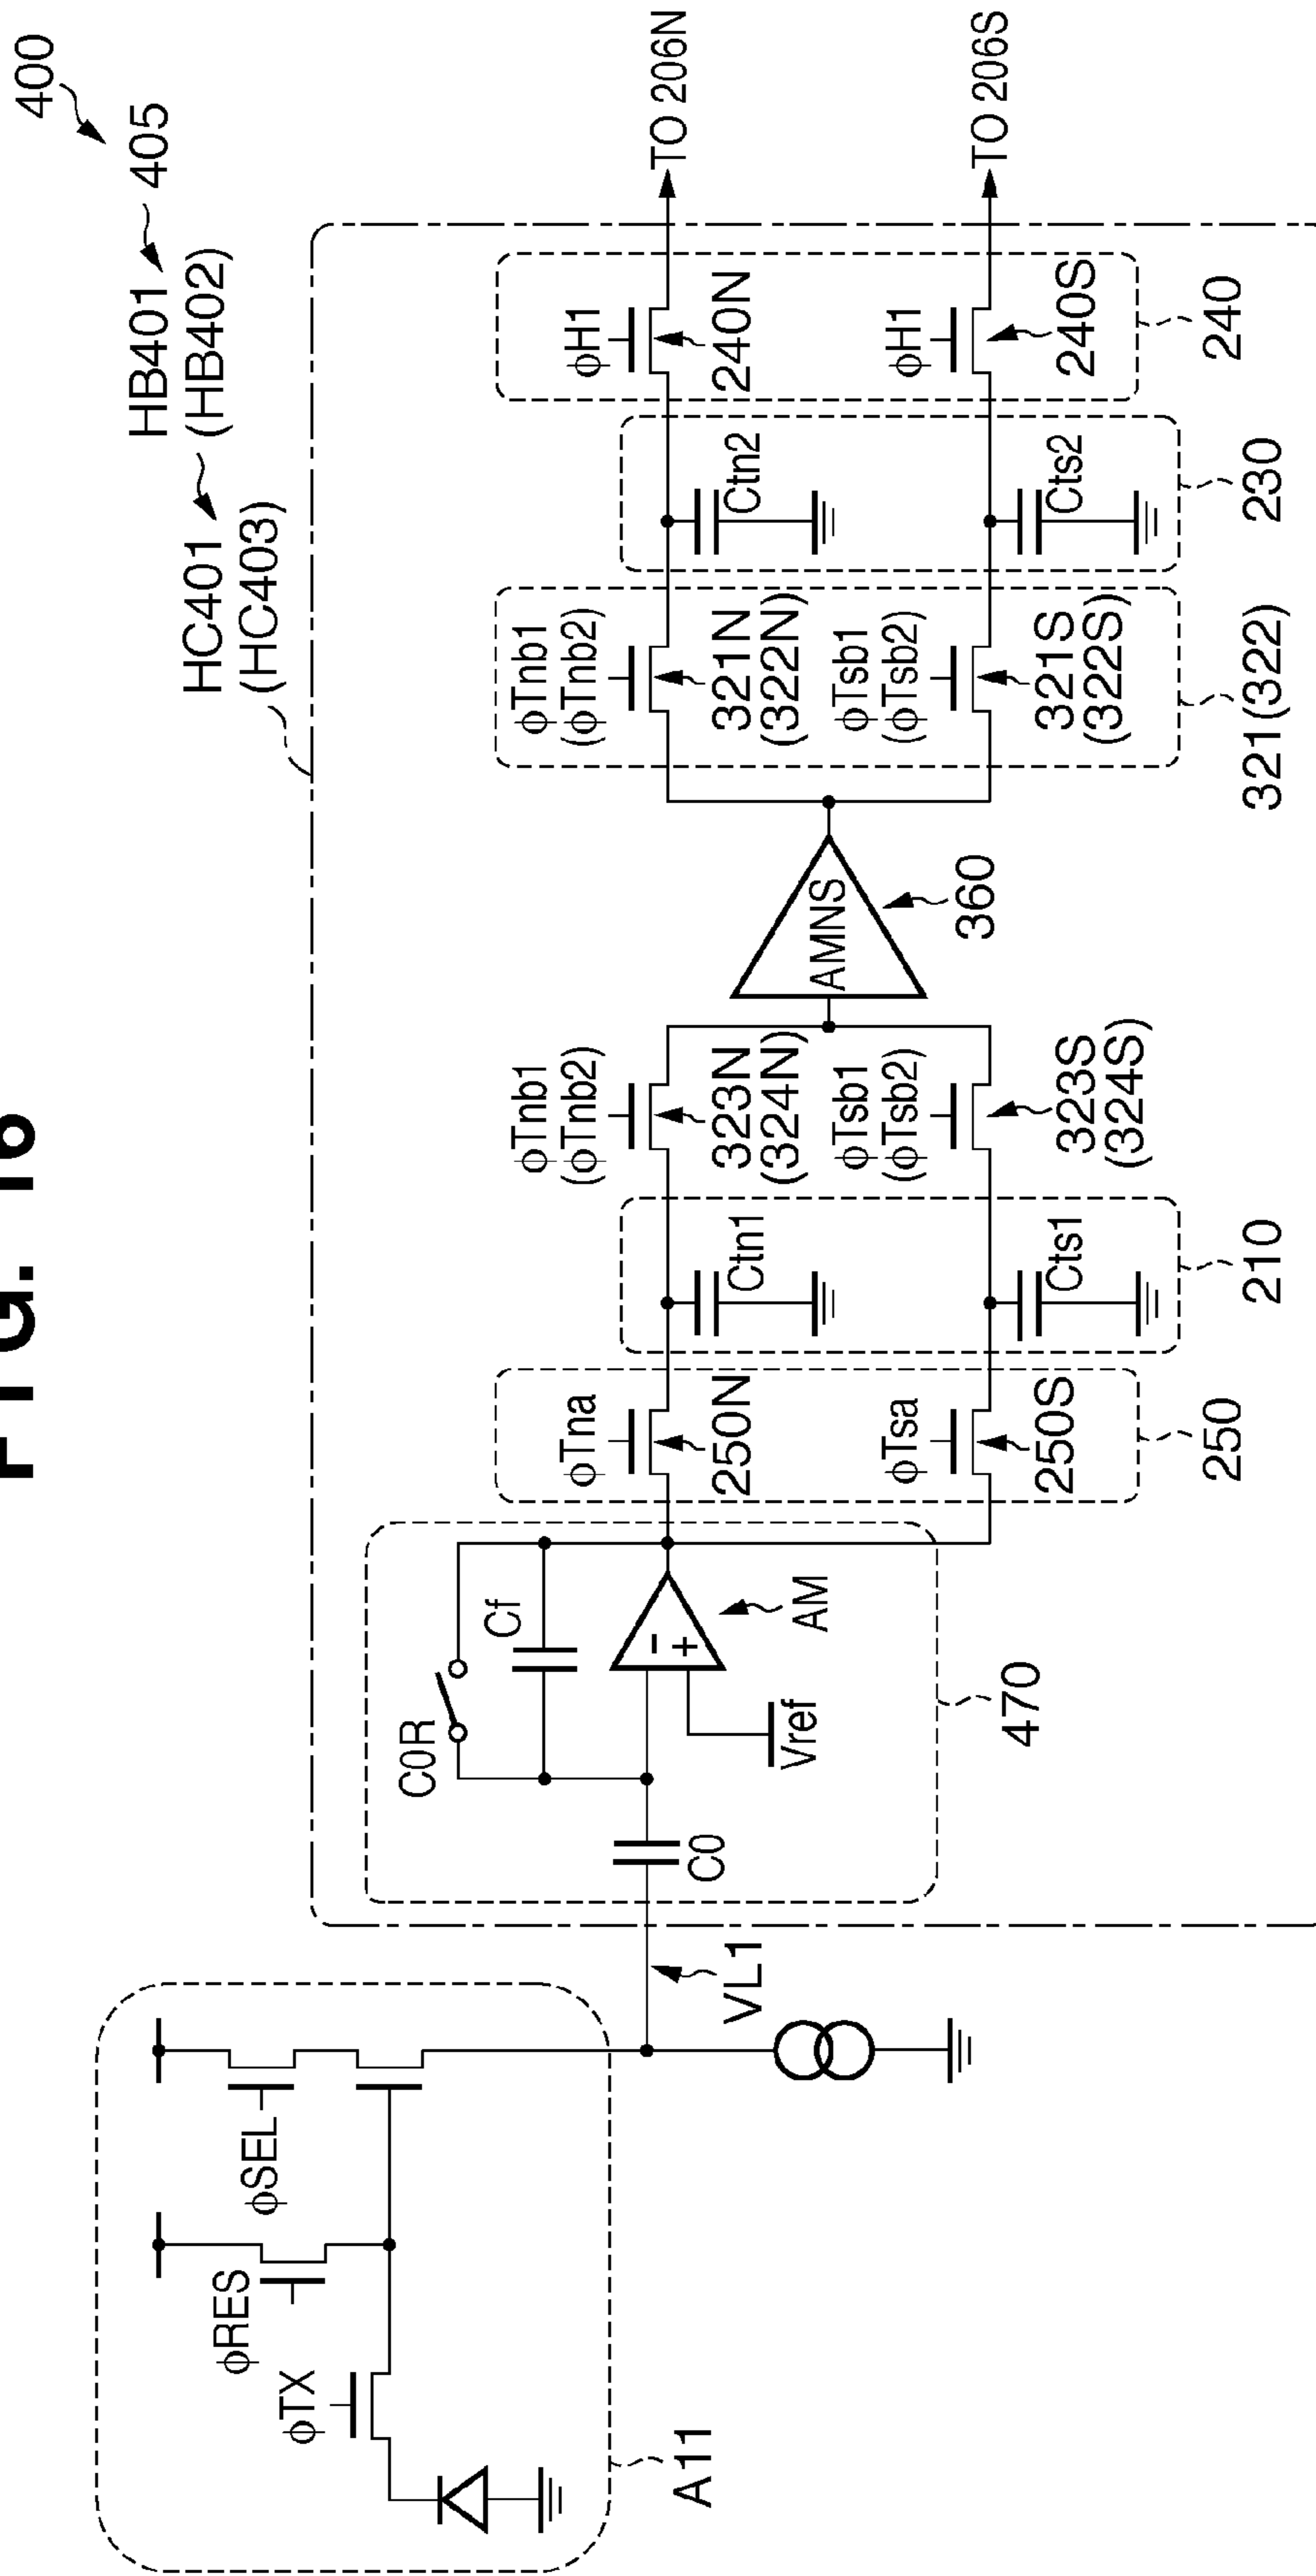 FIG. 16
400
405
HB401
(HB402)
HC401
(HC403)
φSEL
φRES
φTX
A11
VL1
C0R
Cf
C0
Vref
AM
470
φTna
250N
φTsa
250S
250
Ctn1
Cts1
210
φTnb1
(φTnb2)
323N
(324N)
φTsb1
(φTsb2)
323S
(324S)
AMNS
360
φTnb1
(φTnb2)
321N
(322N)
φTsb1
(φTsb2)
321S
(322S)
321(322)
Ctn2
Cts2
230
φH1
240N
φH1
240S
240
TO 206N
TO 206S